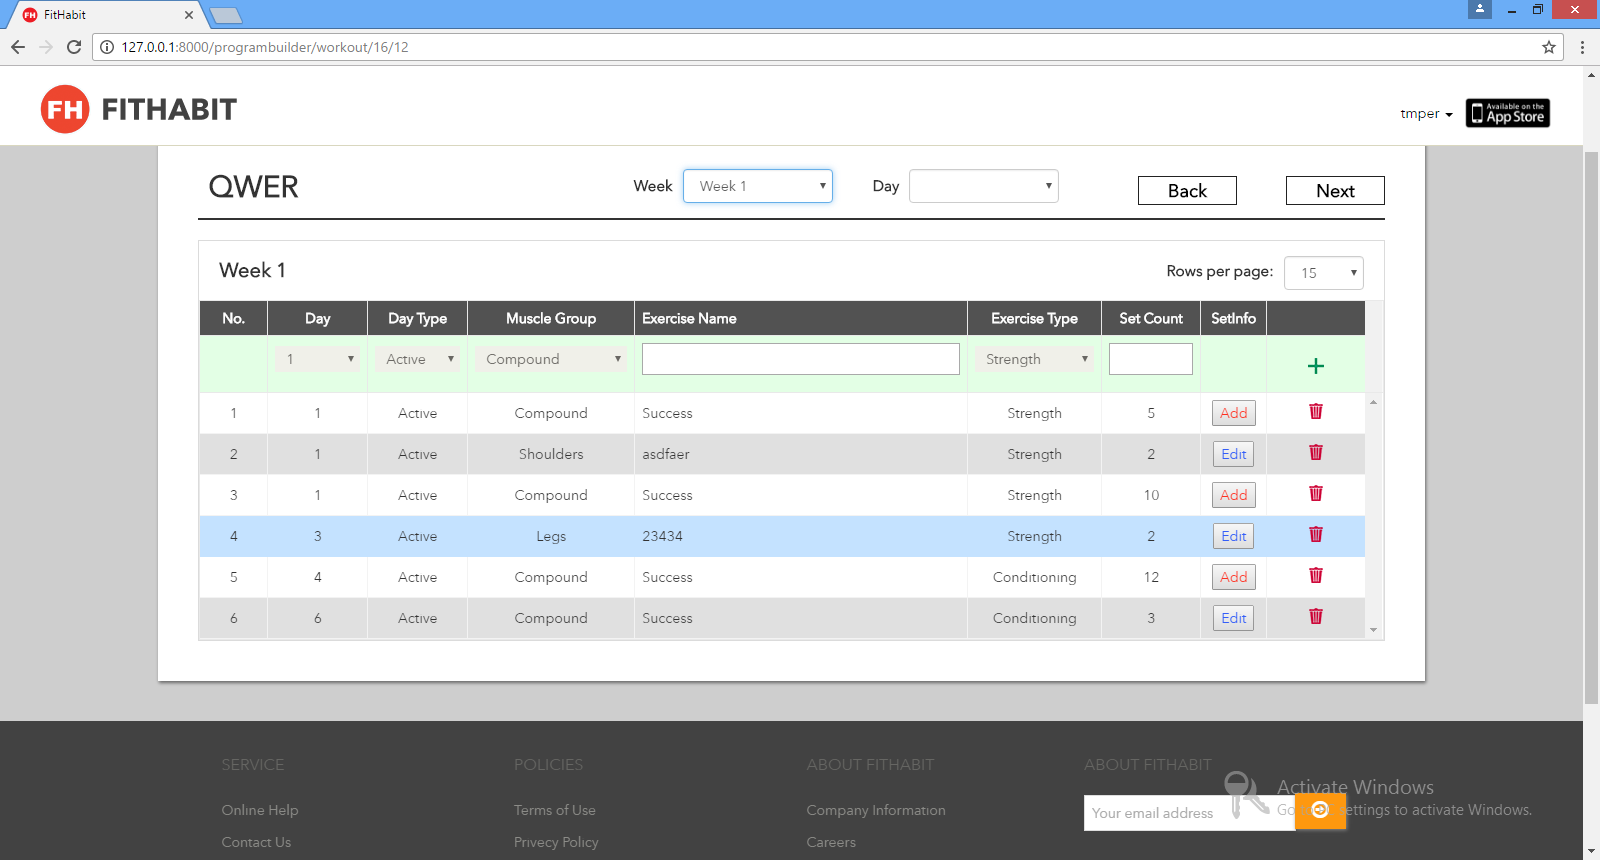 FH FitHabit
127.0.0.1:8000/programbuilder/workout/16/12
FH FITHABIT
tmper
Available on the
App Store
QWER
Week Week 1
Day
Back
Next
Week 1
Rows per page: 15
No. Day Day Type Muscle Group Exercise Name Exercise Type Set Count SetInfo
1 Active Compound Strength +
1 1 Active Compound Success Strength 5 Add
2 1 Active Shoulders asdfaer Strength 2 Edit
3 1 Active Compound Success Strength 10 Add
4 3 Active Legs 23434 Strength 2 Edit
5 4 Active Compound Success Conditioning 12 Add
6 6 Active Compound Success Conditioning 3 Edit
SERVICE POLICIES ABOUT FITHABIT ABOUT FITHABIT
Activate Windows
Online Help Terms of Use Company Information
Your email address
settings to activate Windows.
Contact Us Privacy Policy Careers